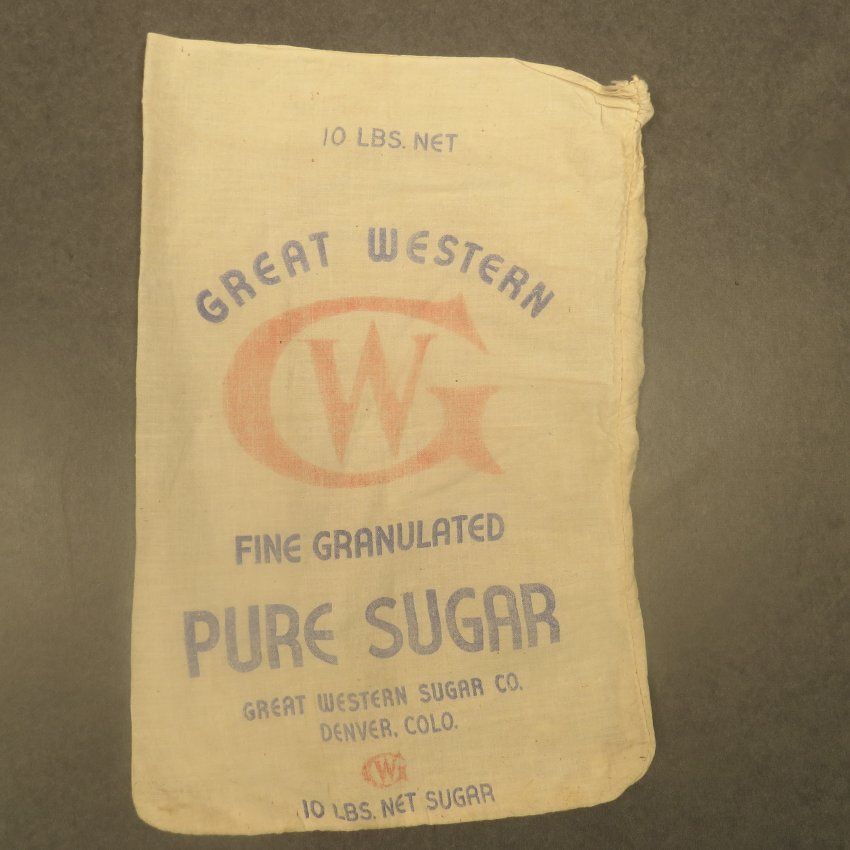 10 LBS. NET
GREAT WESTERN
GW
FINE GRANULATED
PURE SUGAR
GREAT WESTERN SUGAR CO.
DENVER, COLO.
GW
10 LBS. NET SUGAR